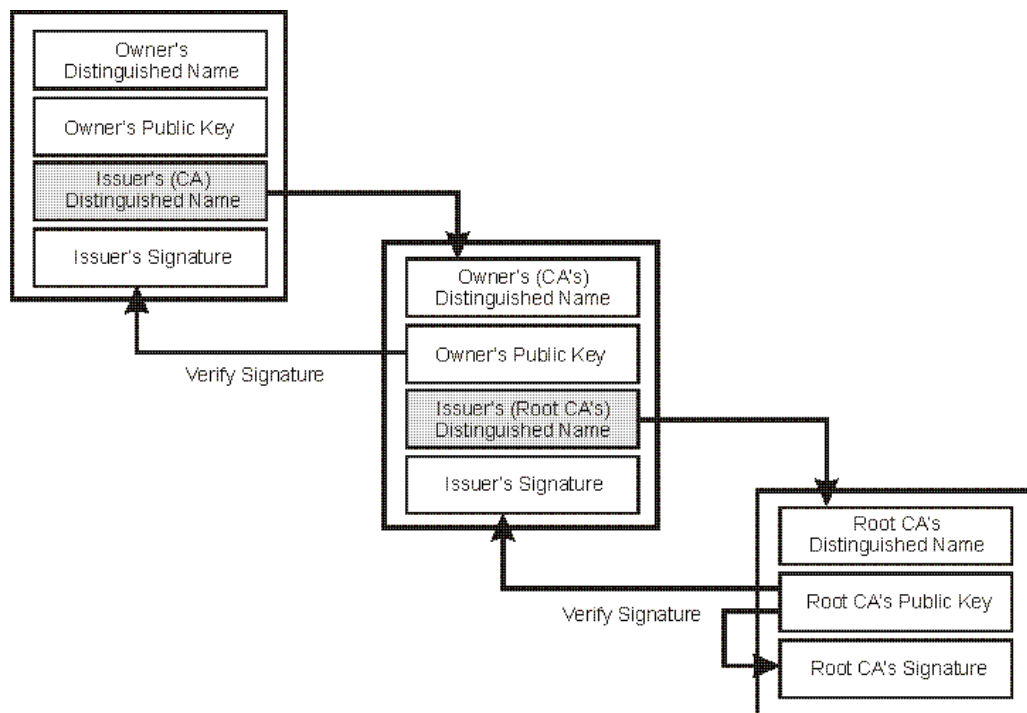 Owner's
Distinguished Name
Owner's Public Key
Issuer's (CA)
Distinguished Name
Issuer's Signature
Verify Signature
Owner's (CA's)
Distinguished Name
Owner's Public Key
Issuer's (Root CA's)
Distinguished Name
Issuer's Signature
Verify Signature
Root CA's
Distinguished Name
Root CA's Public Key
Root CA's Signature